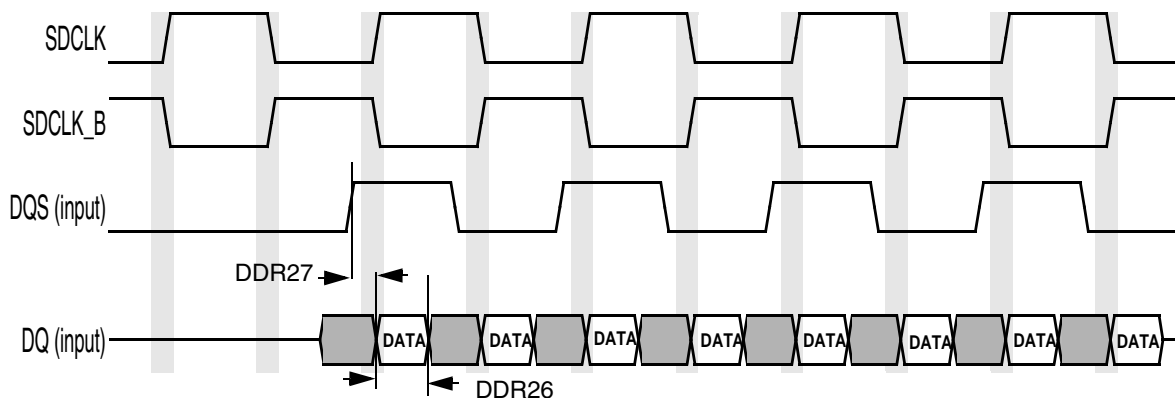 SDCLK
SDCLK_B
DQS (input)
DDR27
DQ (input)
DATA DATA DATA DATA DATA DATA DATA DATA
DDR26